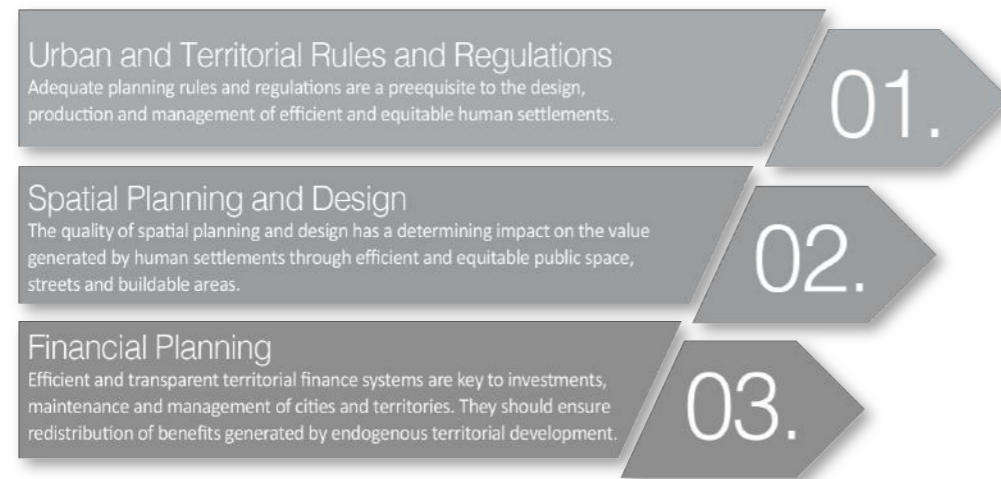 Urban and Territorial Rules and Regulations
Adequate planning rules and regulations are a preequisite to the design,
production and management of efficient and equitable human settlements.
01.
Spatial Planning and Design
The quality of spatial planning and design has a determining impact on the value
generated by human settlements through efficient and equitable public space,
streets and buildable areas.
02.
Financial Planning
Efficient and transparent territorial finance systems are key to investments,
maintenance and management of cities and territories. They should ensure
redistribution of benefits generated by endogenous territorial development.
03.